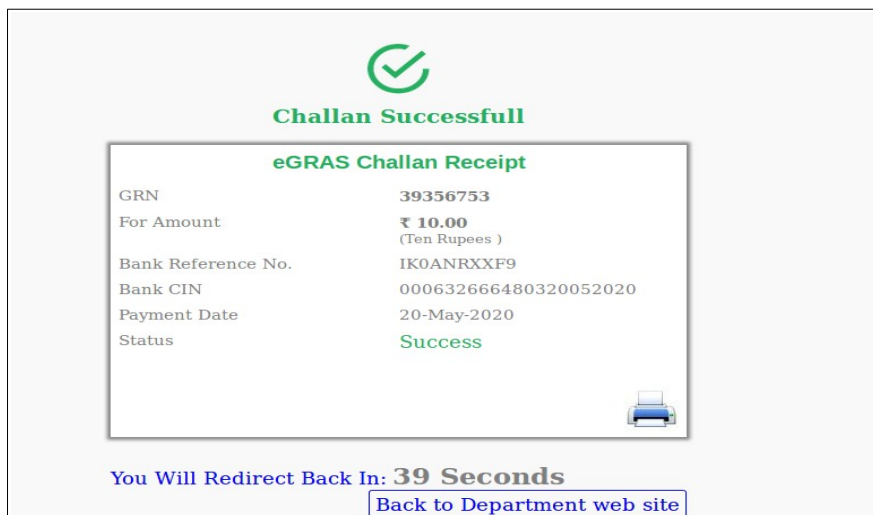 Challan Successfull
eGRAS Challan Receipt
GRN 39356753
For Amount ₹ 10.00
(Ten Rupees )
Bank Reference No. IK0ANRXXF9
Bank CIN 000632666480320052020
Payment Date 20-May-2020
Status Success
You Will Redirect Back In: 39 Seconds
Back to Department web site